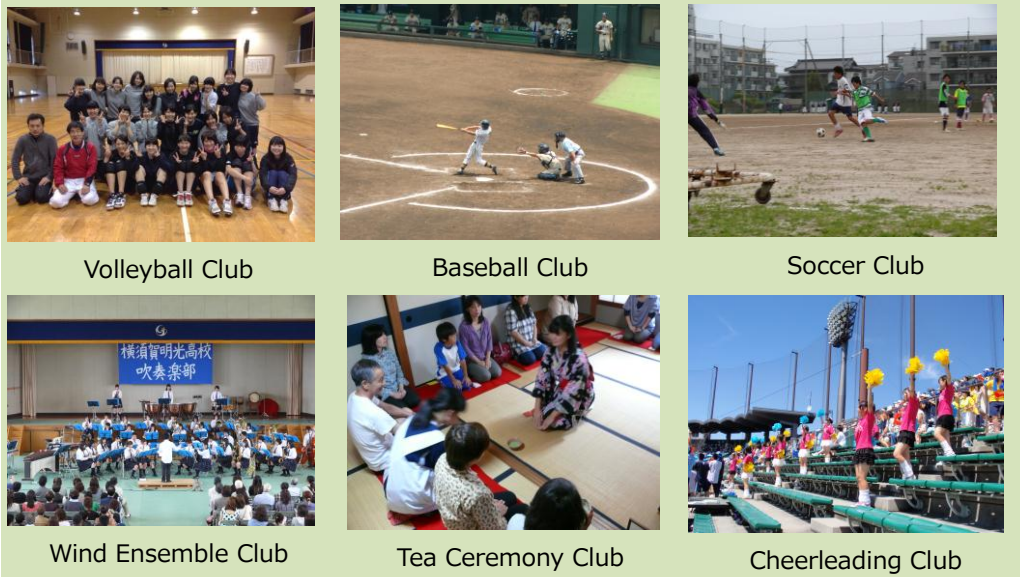 Volleyball Club
Baseball Club
Soccer Club
横須賀明光高校
吹奏楽部
Wind Ensemble Club
Tea Ceremony Club
Cheerleading Club